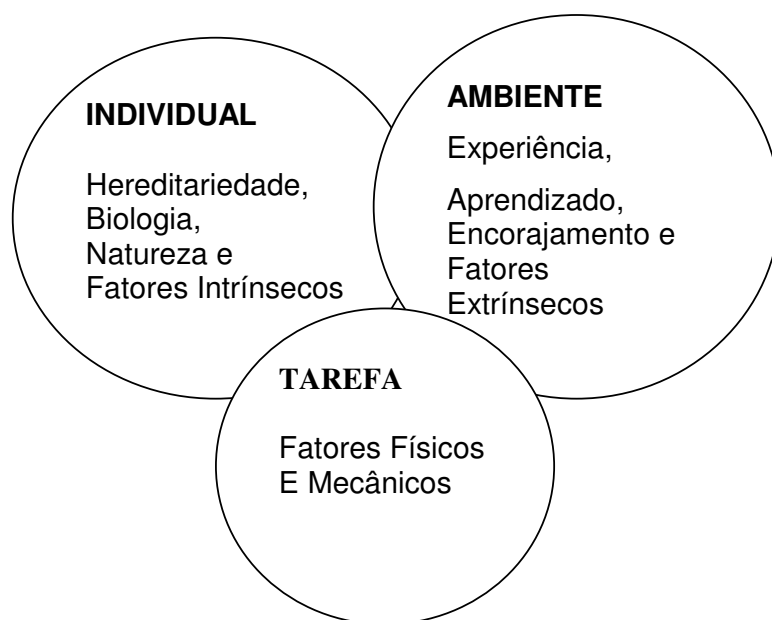 INDIVIDUAL
Hereditariedade,
Biologia,
Natureza e
Fatores Intrínsecos
AMBIENTE
Experiência,
Aprendizado,
Encorajamento e
Fatores
Extrínsecos
TAREFA
Fatores Físicos
E Mecânicos